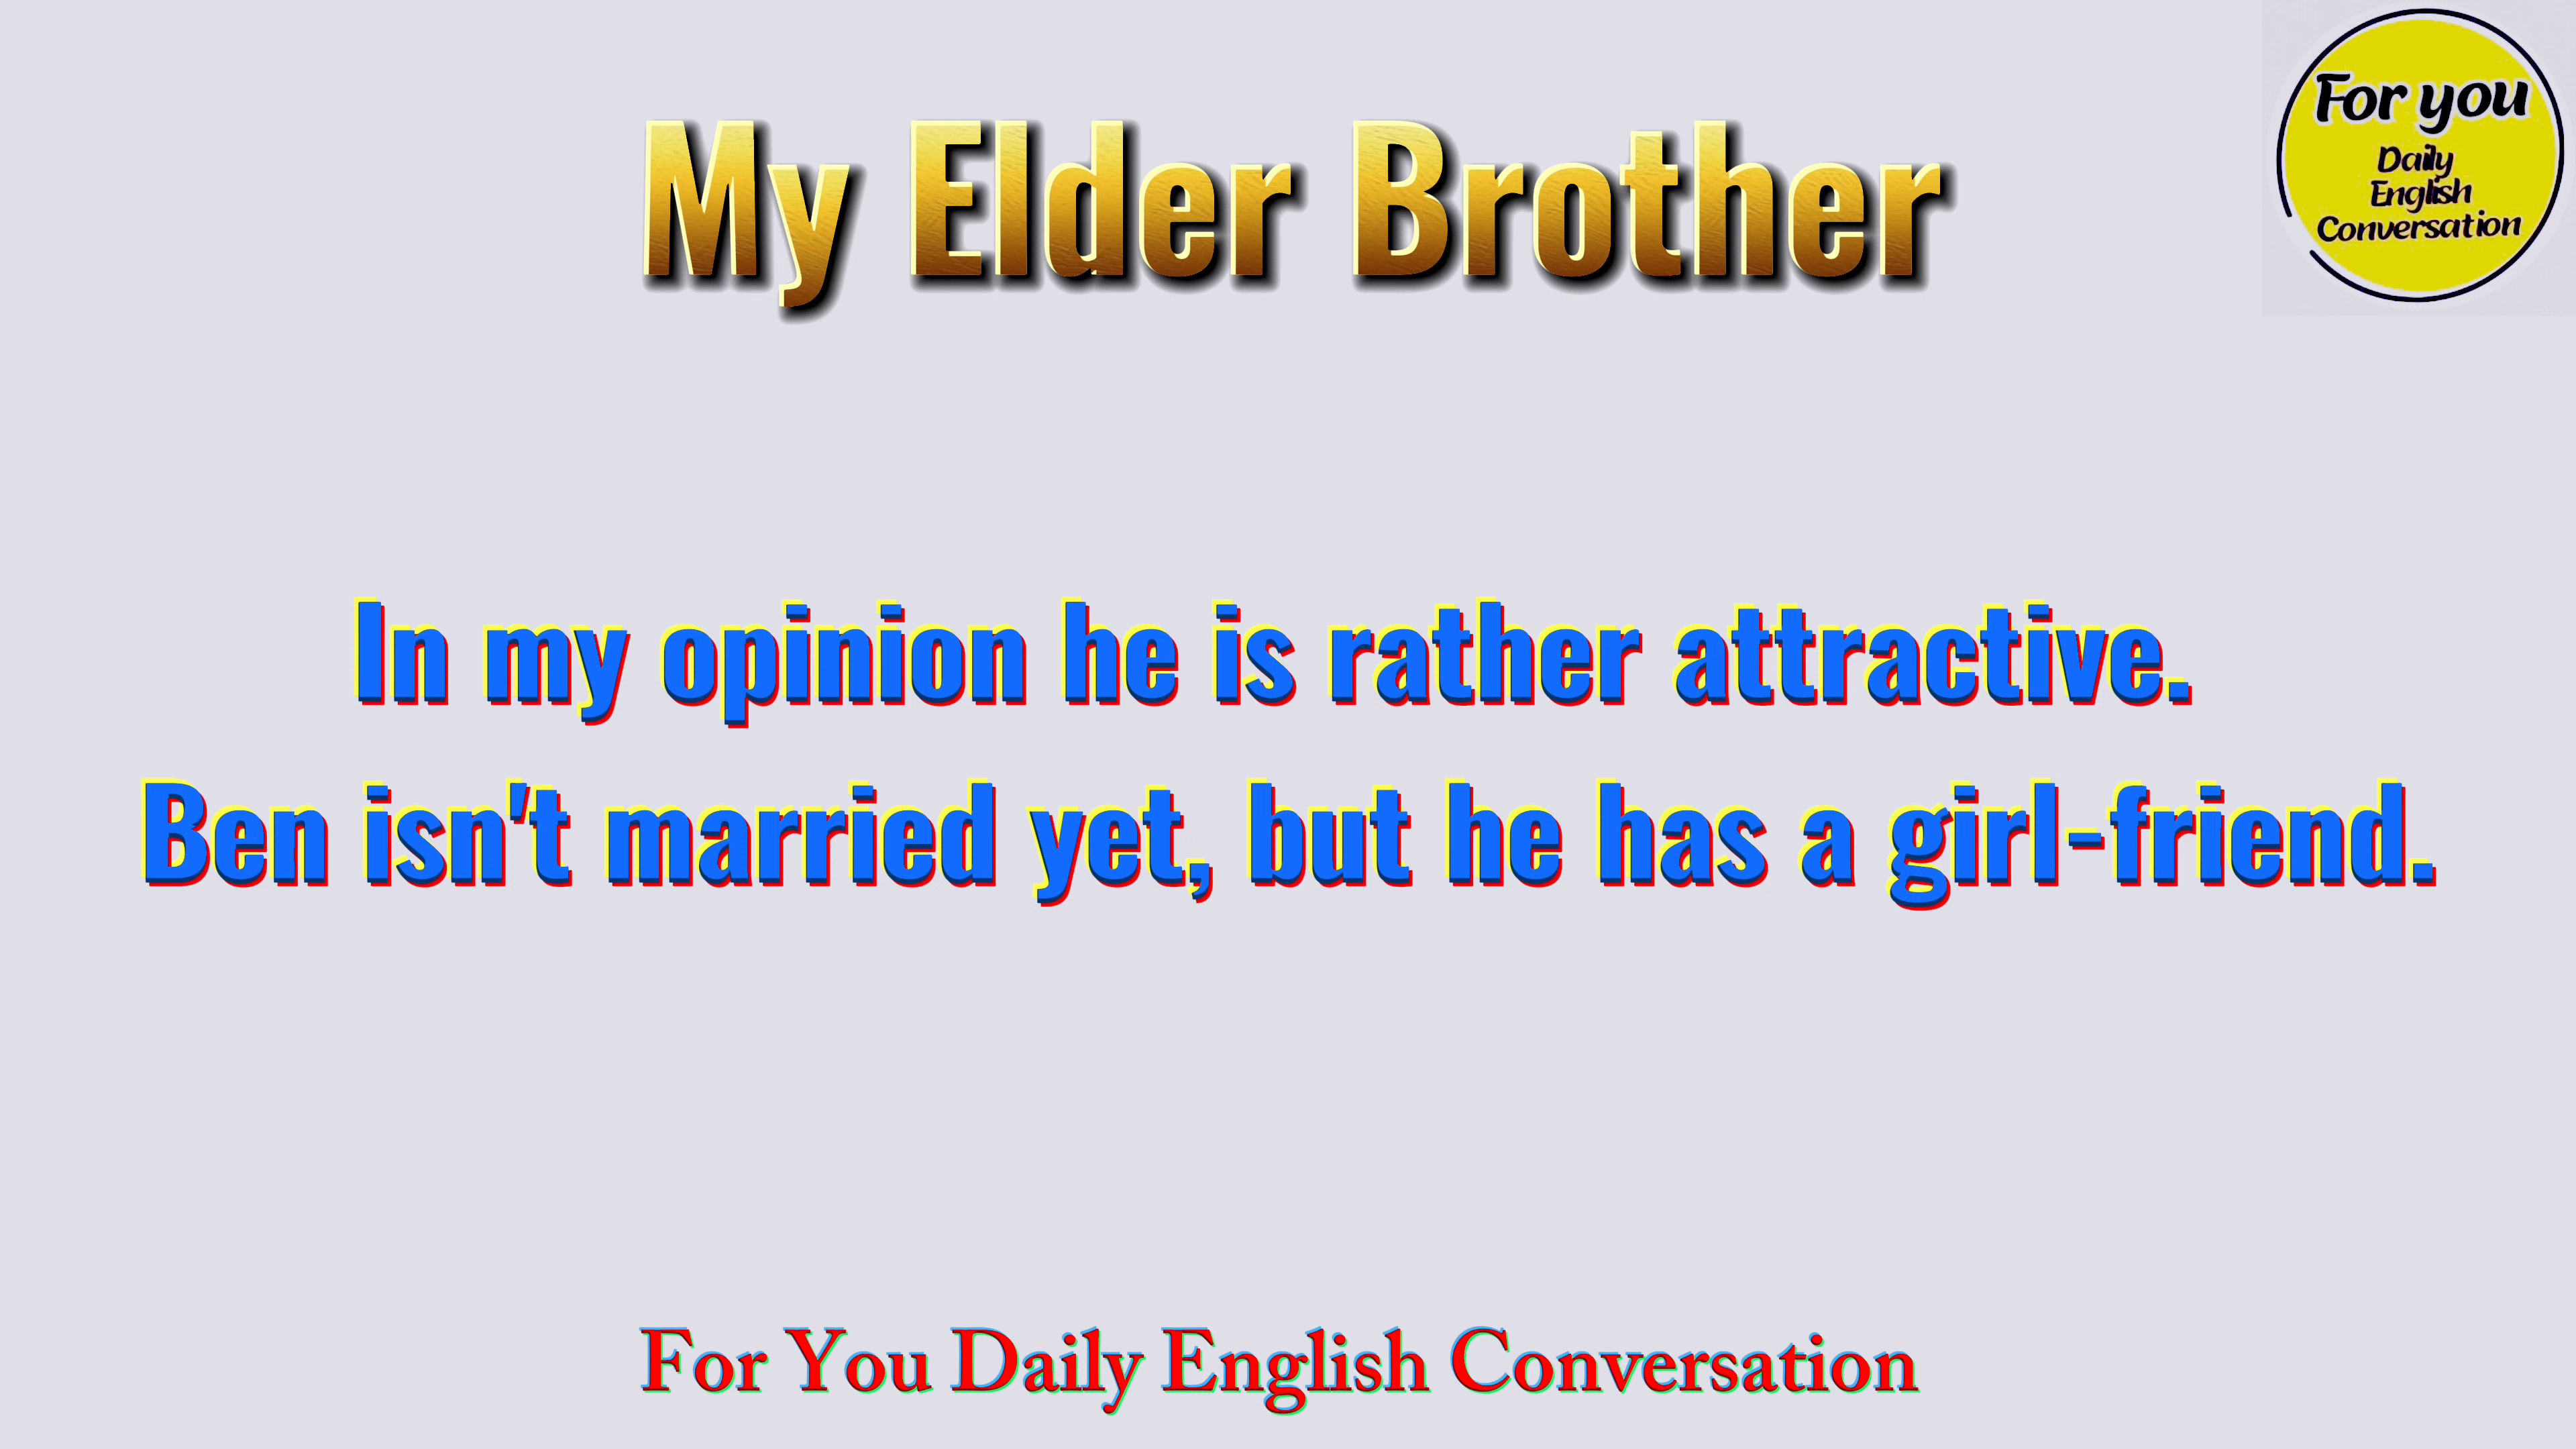 My Elder Brother
For you
Daily
English
Conversation
In my opinion he is rather attractive.
Ben isn't married yet, but he has a girl-friend.
For You Daily English Conversation